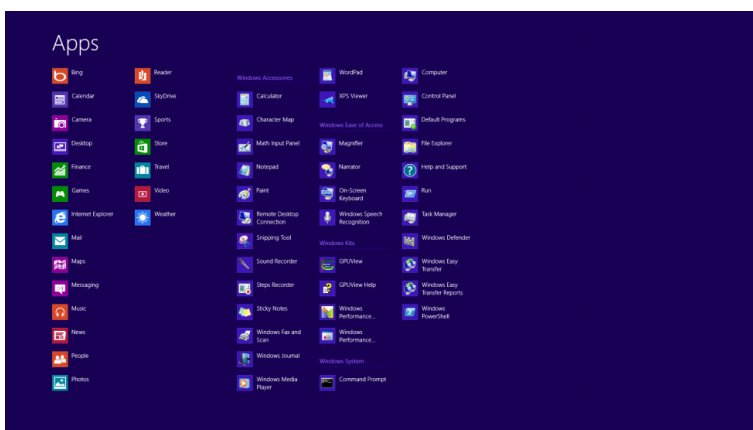 Apps
Bing
Calendar
Camera
Desktop
Finance
Games
Internet Explorer
Mail
Maps
Messaging
Music
News
People
Photos
Reader
SkyDrive
Sports
Store
Travel
Video
Weather
Windows Accessories
Calculator
Character Map
Math Input Panel
Notepad
Paint
Remote Desktop
Connection
Snipping Tool
Sound Recorder
Steps Recorder
Sticky Notes
Windows Fax and
Scan
Windows Journal
Windows Media
Player
WordPad
XPS Viewer
Windows Ease of Access
Magnifier
Narrator
On-Screen
Keyboard
Windows Speech
Recognition
Windows Kits
GPUView
GPUView Help
Windows
Performance...
Windows
Performance...
Windows System
Command Prompt
Computer
Control Panel
Default Programs
File Explorer
Help and Support
Run
Task Manager
Windows Defender
Windows Easy
Transfer
Windows Easy
Transfer Reports
Windows
PowerShell